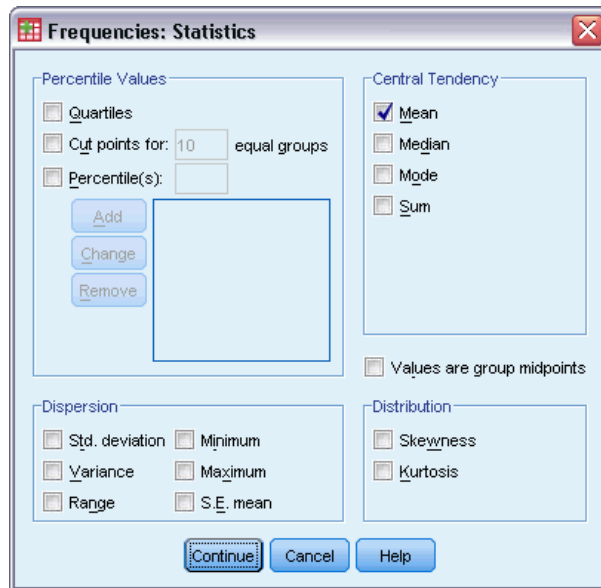 Frequencies: Statistics
Percentile Values
Quartiles
Cut points for: 10 equal groups
Percentile(s):
Add
Change
Remove
Central Tendency
Mean
Median
Mode
Sum
Values are group midpoints
Dispersion
Std. deviation Minimum
Variance Maximum
Range S.E. mean
Distribution
Skewness
Kurtosis
Continue Cancel Help